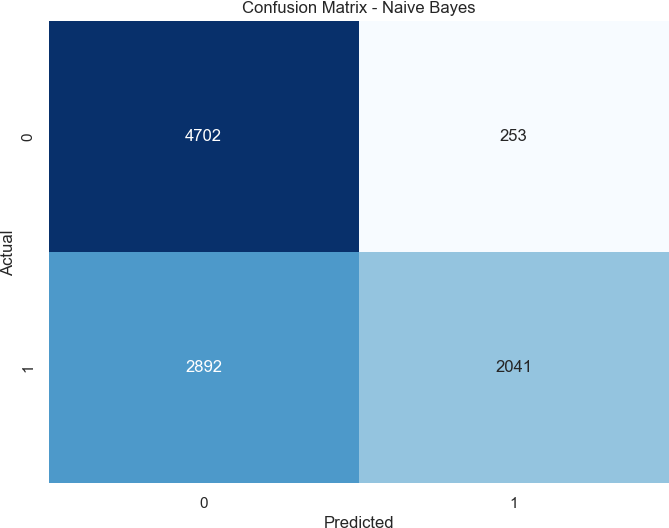 Confusion Matrix - Naive Bayes
0
4702
253
Actual
1
2892
2041
0
1
Predicted